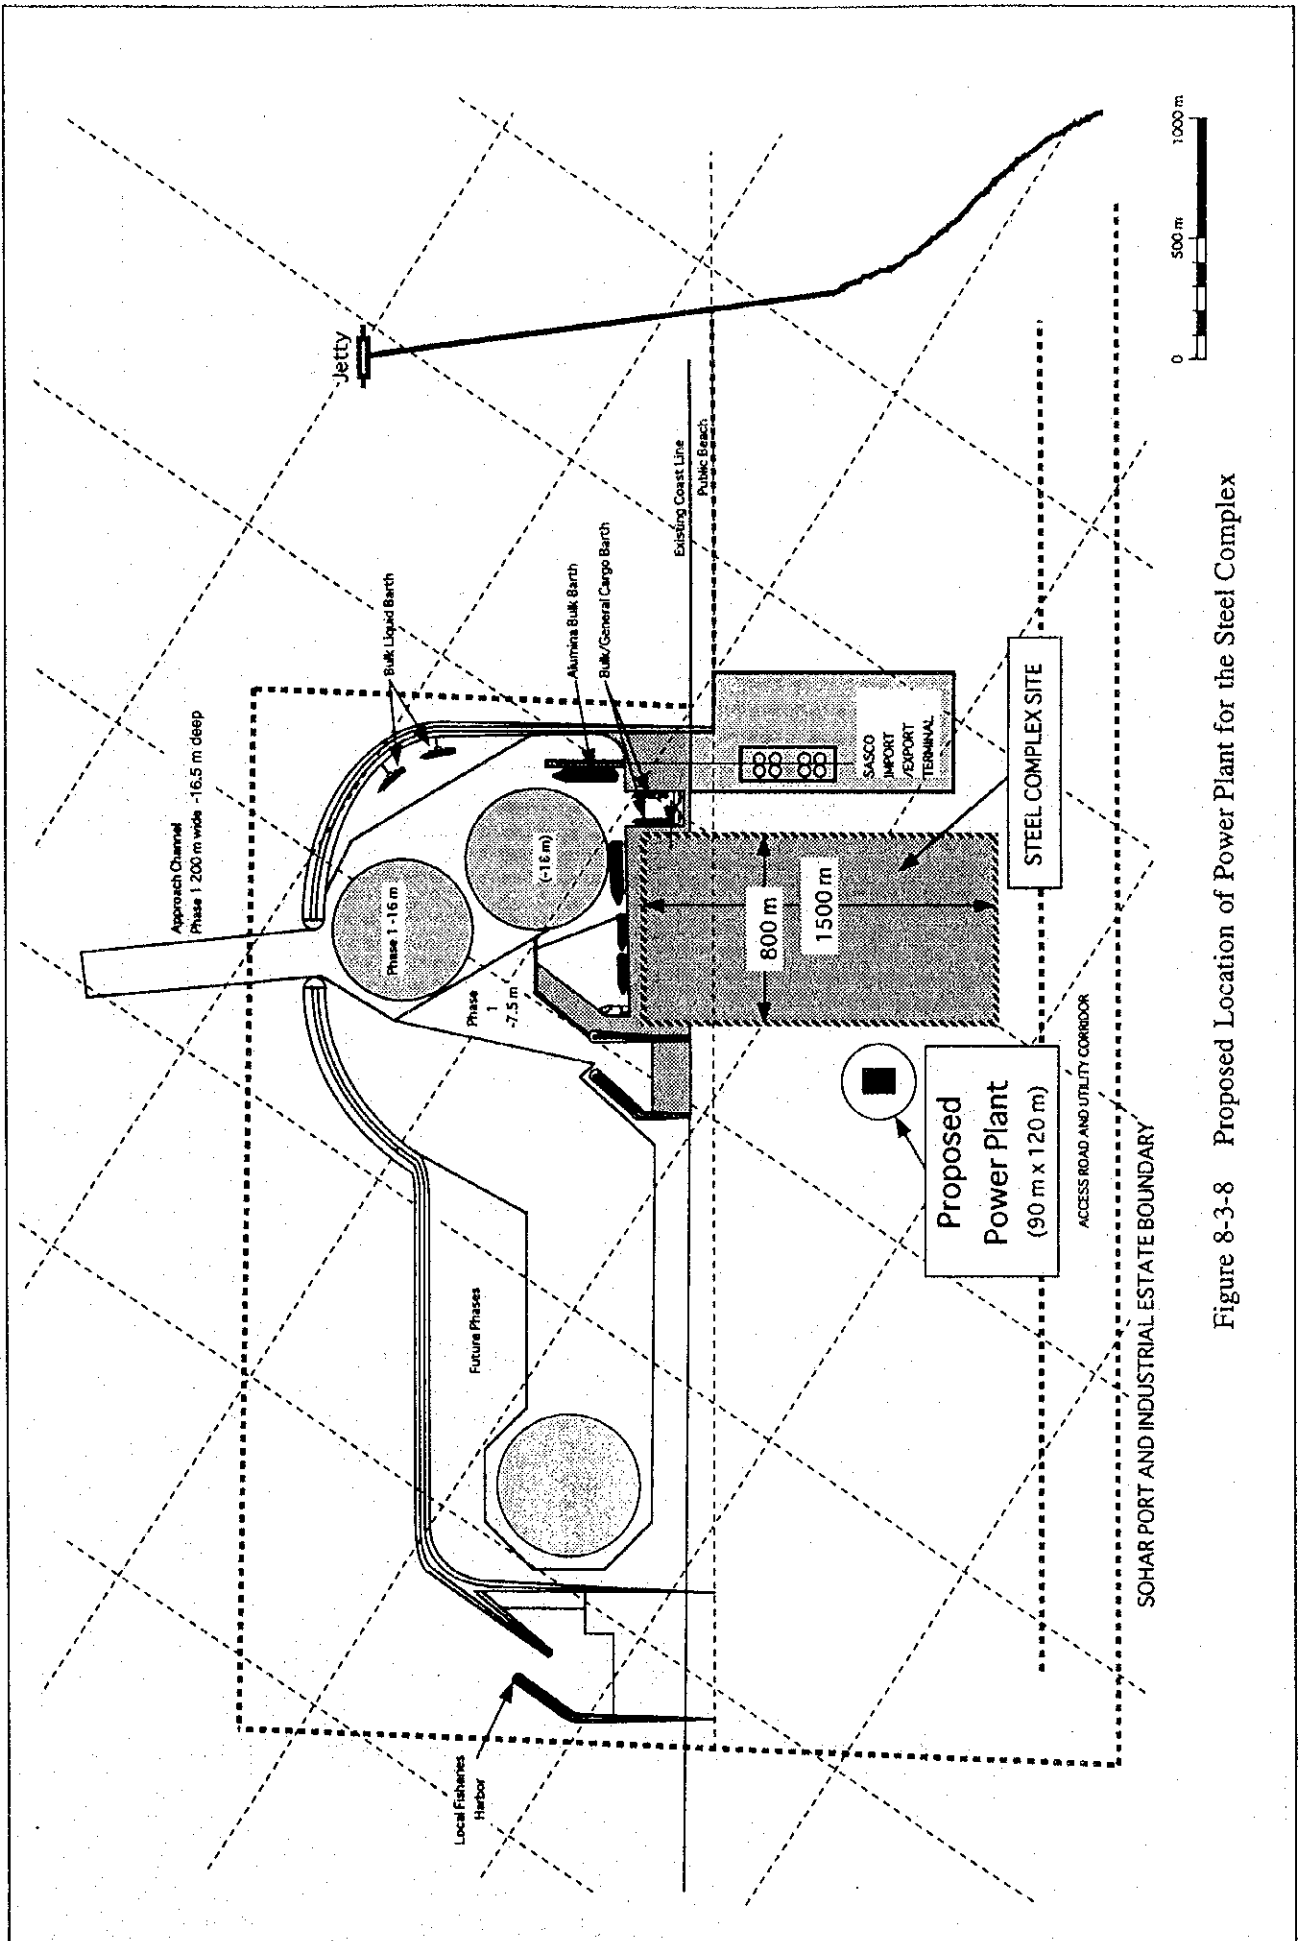 Approach Channel
Phase 1 200 m wide -16.5 m deep
Jetty
Bulk Liquid Barth
Alumina Bulk Barth
Bulk/General Cargo Barth
Existing Coast Line
Public Beach
Phase 1 -16 m
(-16 m)
Phase
1
-7.5 m
Future Phases
Local Fisheries
Harbor
SASCO
IMPORT
/EXPORT
TERMINAL
800 m
1500 m
STEEL COMPLEX SITE
Proposed
Power Plant
(90 m x 120 m)
ACCESS ROAD AND UTILITY CORRIDOR
SOHAR PORT AND INDUSTRIAL ESTATE BOUNDARY
0
500 m
1000 m
Figure 8-3-8 Proposed Location of Power Plant for the Steel Complex